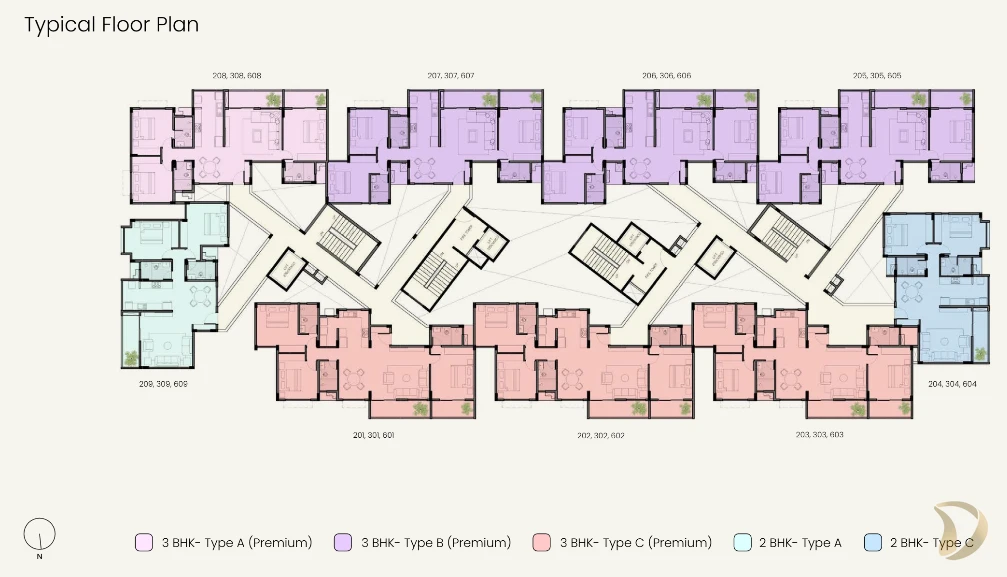 Typical Floor Plan
208, 308, 608
207, 307, 607
206, 306, 606
205, 305, 605
209, 309, 609
204, 304, 604
201, 301, 601
202, 302, 602
203, 303, 603
N
3 BHK- Type A (Premium)
3 BHK- Type B (Premium)
3 BHK- Type C (Premium)
2 BHK- Type A
2 BHK- Type C